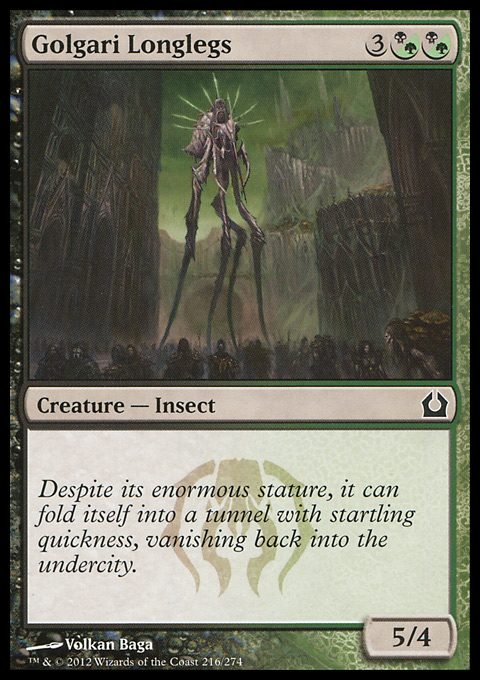 Golgari Longlegs 3
Creature — Insect
Despite its enormous stature, it can
fold itself into a tunnel with startling
quickness, vanishing back into the
undercity.
5/4
Volkan Baga
™ & © 2012 Wizards of the Coast 216/274